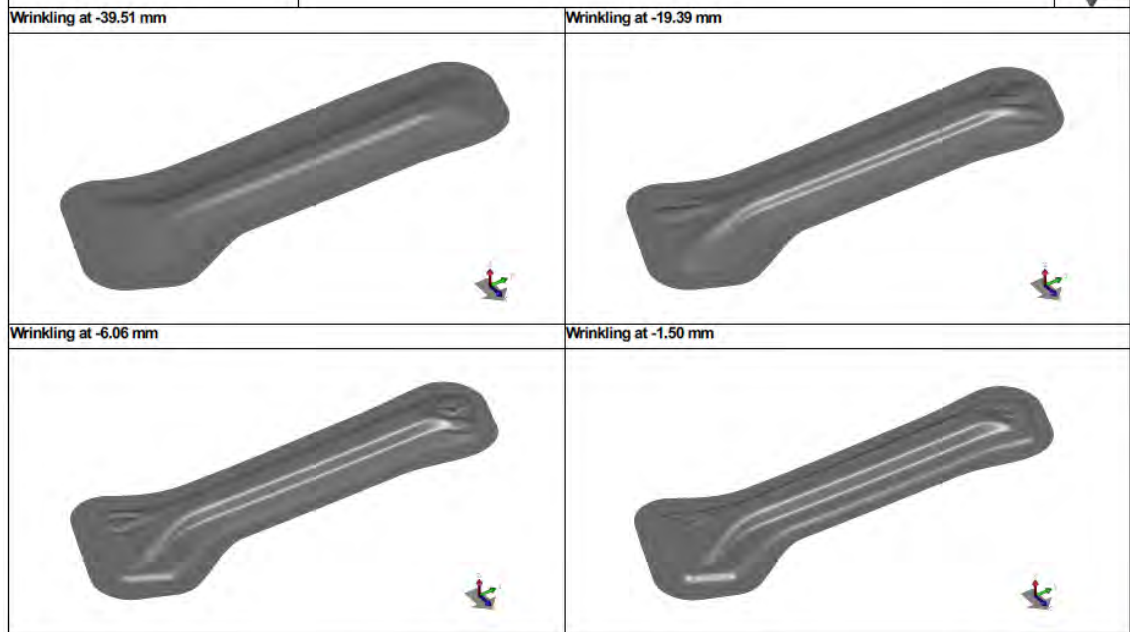 Wrinkling at -39.51 mm
Wrinkling at -19.39 mm
Wrinkling at -6.06 mm
Wrinkling at -1.50 mm